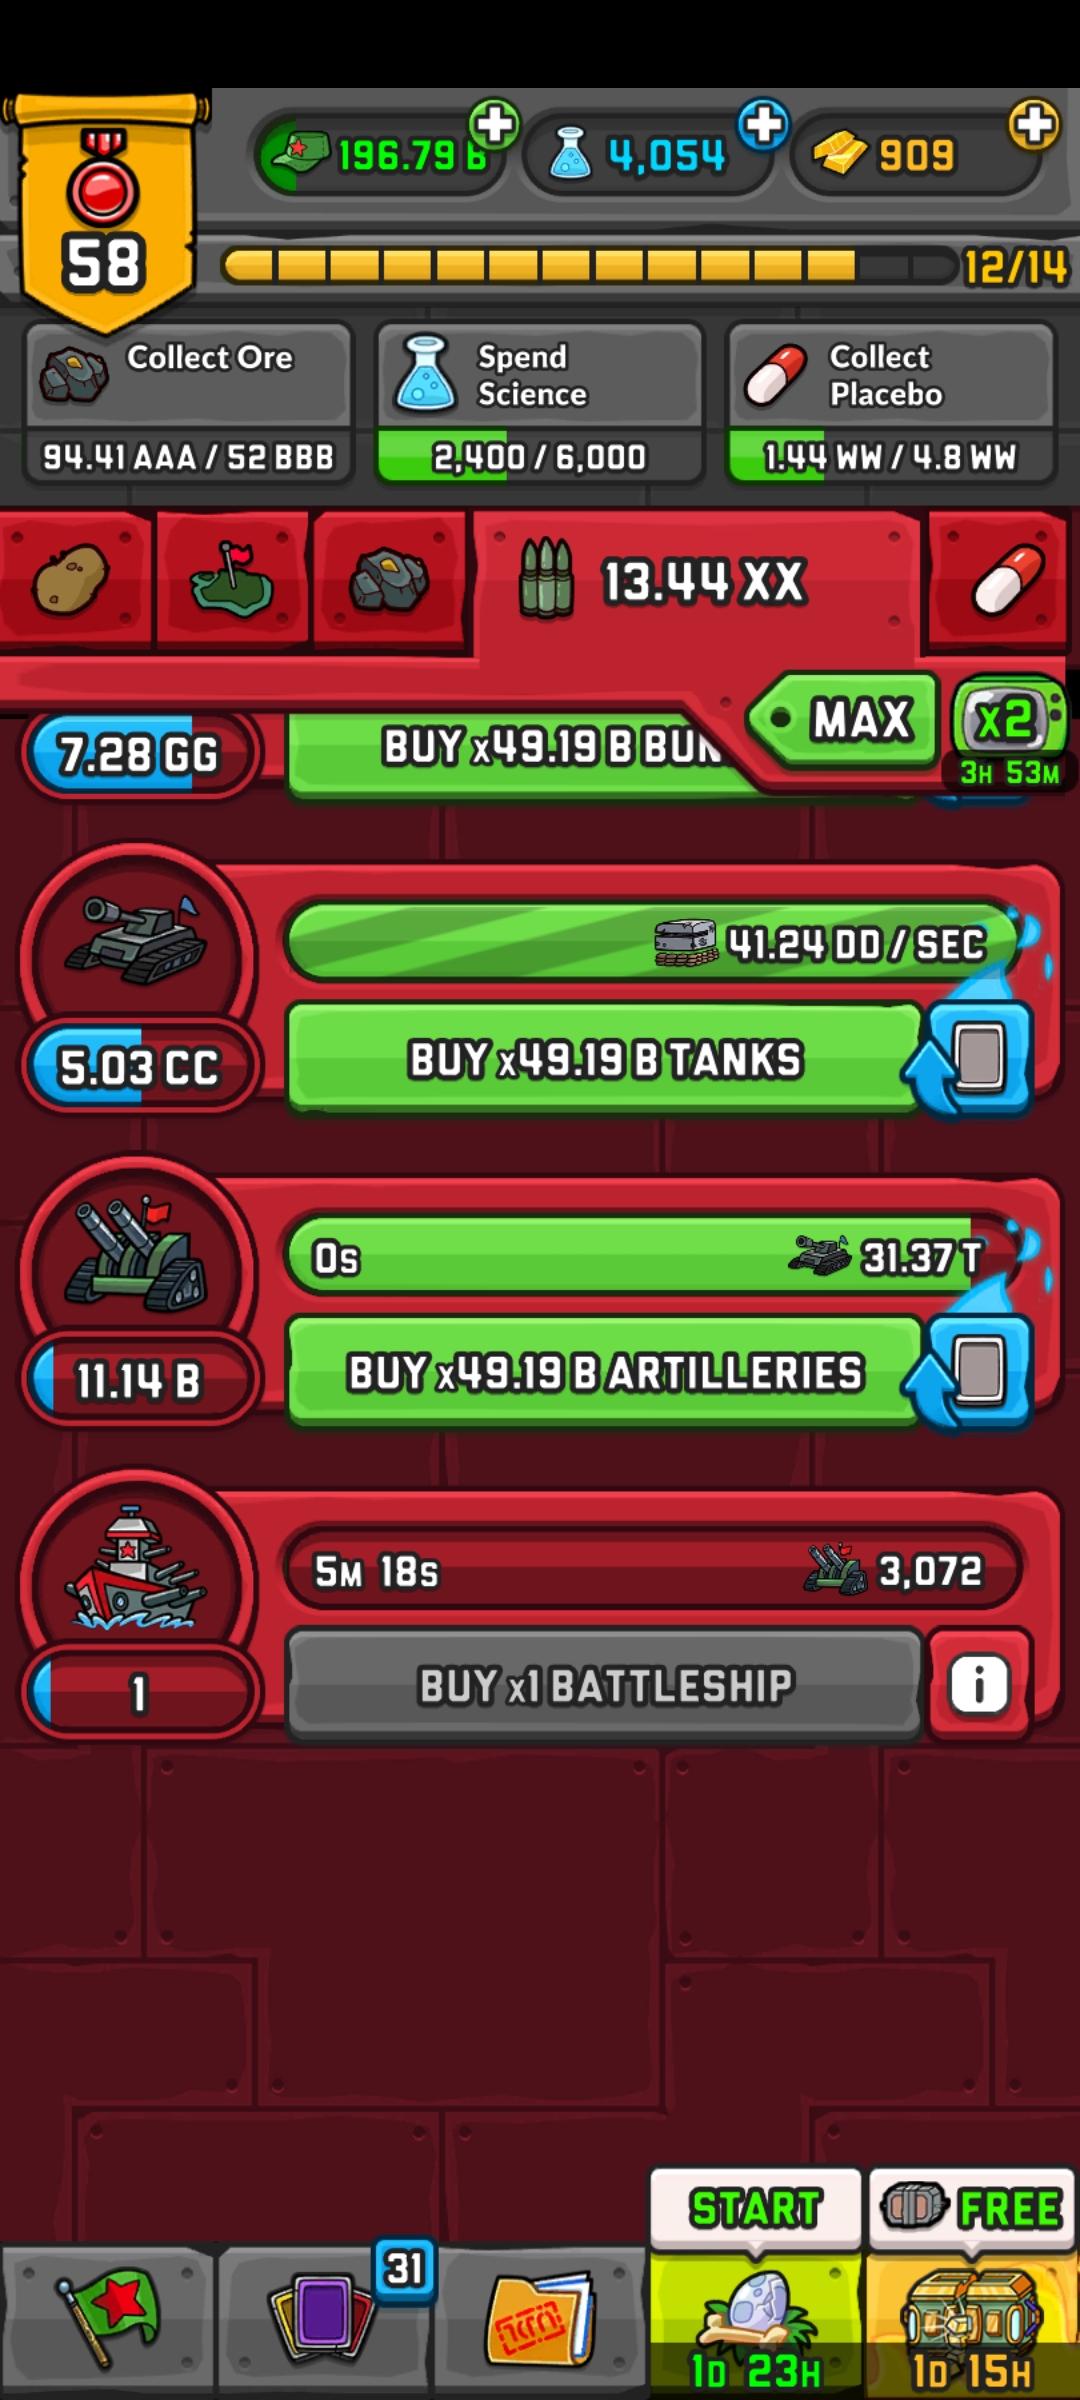 58
196.79 B
4,054
909
12/14
Collect Ore
94.41 AAA / 52 BBB
Spend
Science
2,400 / 6,000
Collect
Placebo
1.44 WW / 4.8 WW
13.44 XX
MAX
x2
3H 53M
7.28 GG
BUY x49.19 B BUN
41.24 DD / SEC
5.03 CC
BUY x49.19 B TANKS
0s
31.37 T
11.14 B
BUY x49.19 B ARTILLERIES
5M 18s
3,072
1
BUY x1 BATTLESHIP
i
START
FREE
31
1D 23H
1D 15H